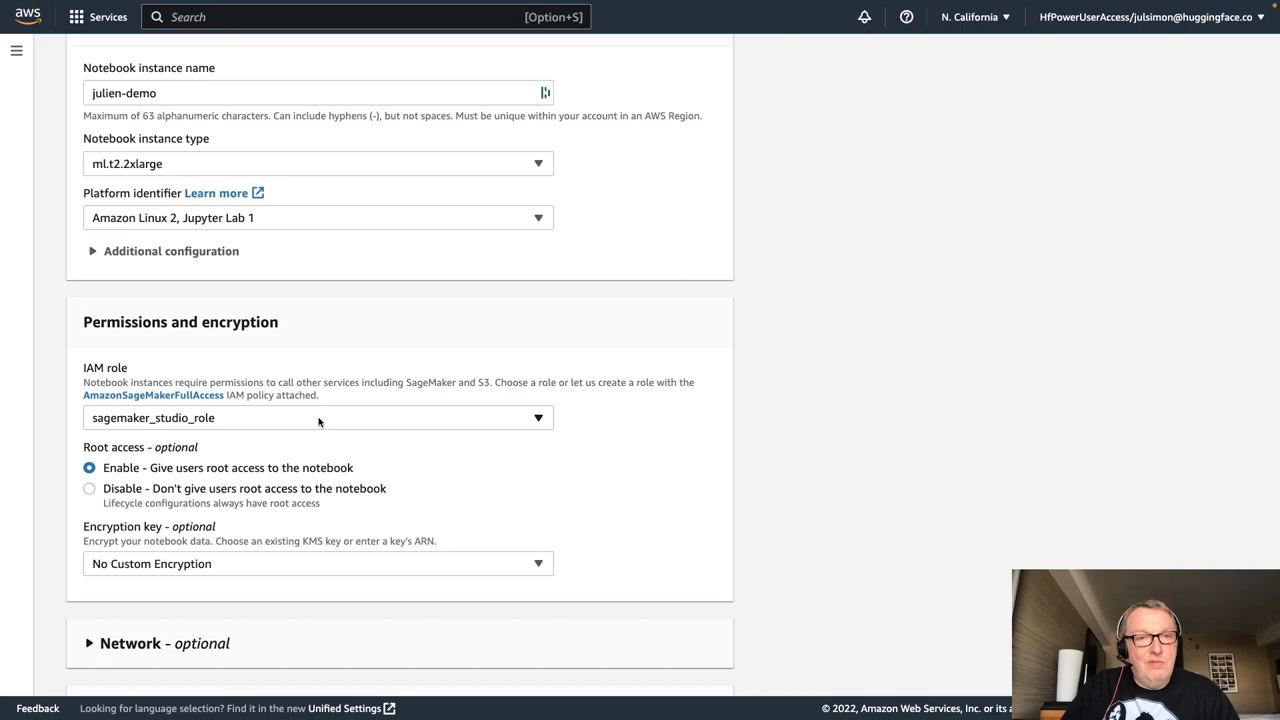 aws
Services
Search
[Option+S]
N. California
HfPowerUserAccess/julsimon@huggingface.co
Notebook instance name
julien-demo
Maximum of 63 alphanumeric characters. Can include hyphens (-), but not spaces. Must be unique within your account in an AWS Region.
Notebook instance type
ml.t2.2xlarge
Platform identifier Learn more
Amazon Linux 2, Jupyter Lab 1
Additional configuration
Permissions and encryption
IAM role
Notebook instances require permissions to call other services including SageMaker and S3. Choose a role or let us create a role with the
AmazonSageMakerFullAccess IAM policy attached.
sagemaker_studio_role
Root access - optional
Enable - Give users root access to the notebook
Disable - Don't give users root access to the notebook
Lifecycle configurations always have root access
Encryption key - optional
Encrypt your notebook data. Choose an existing KMS key or enter a key's ARN.
No Custom Encryption
Network - optional
Feedback
Looking for language selection? Find it in the new Unified Settings
© 2022, Amazon Web Services, Inc. or its